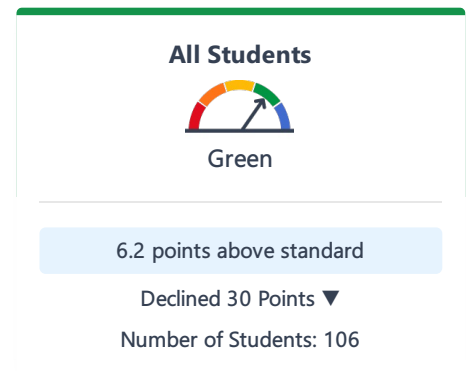 All Students
Green
6.2 points above standard
Declined 30 Points ▼
Number of Students: 106